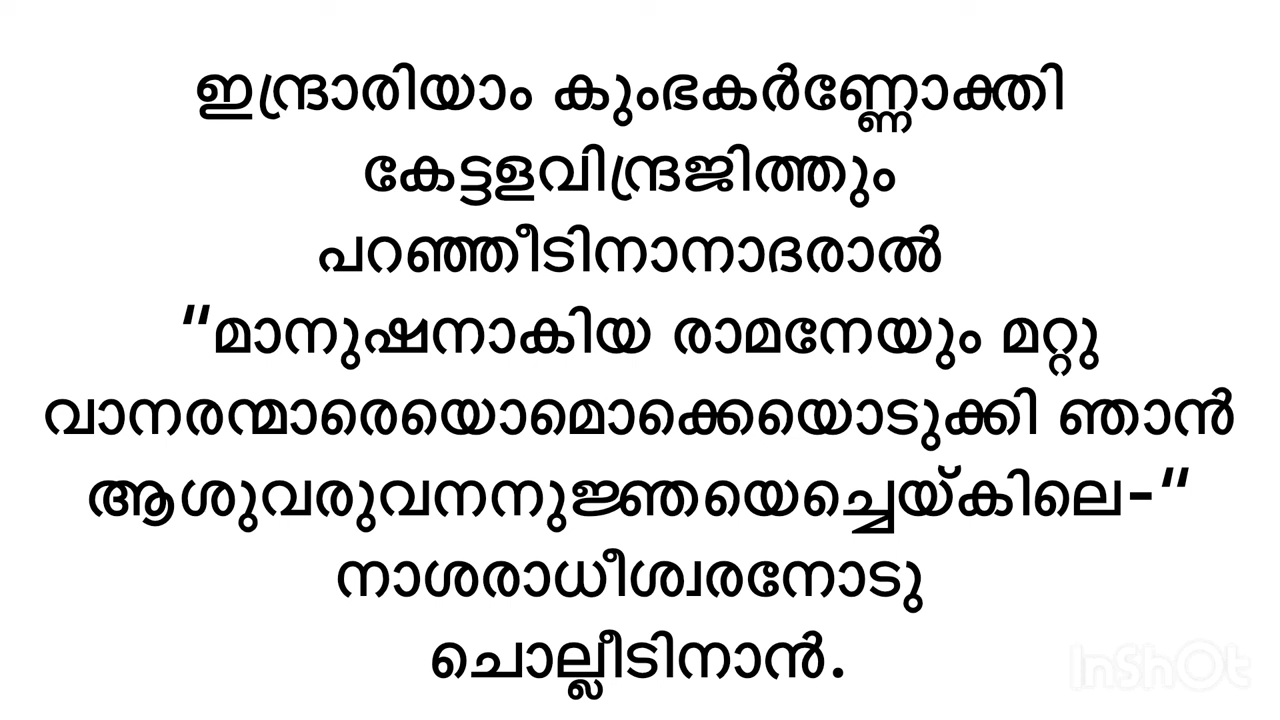 ഇന്ദ്രാരിയാം കുംഭകർണ്ണോക്തി
കേട്ടളവിന്ദ്രജിത്തും
പറഞ്ഞീടിനാനാദരാൽ
“മാനുഷനാകിയ രാമനേയും മറ്റു
വാനരന്മാരെയൊമൊക്കെയൊടുക്കി ഞാൻ
ആശുവരുവനനുജ്ഞയെച്ചെയ്കിലെ-“
നാശരാധീശ്വരനോടു
ചൊല്ലീടിനാൻ.
InShOt